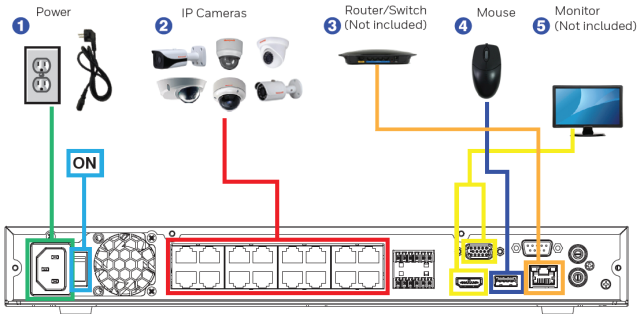 1 Power
2 IP Cameras
3 Router/Switch
(Not included)
4 Mouse
5 Monitor
(Not included)
ON